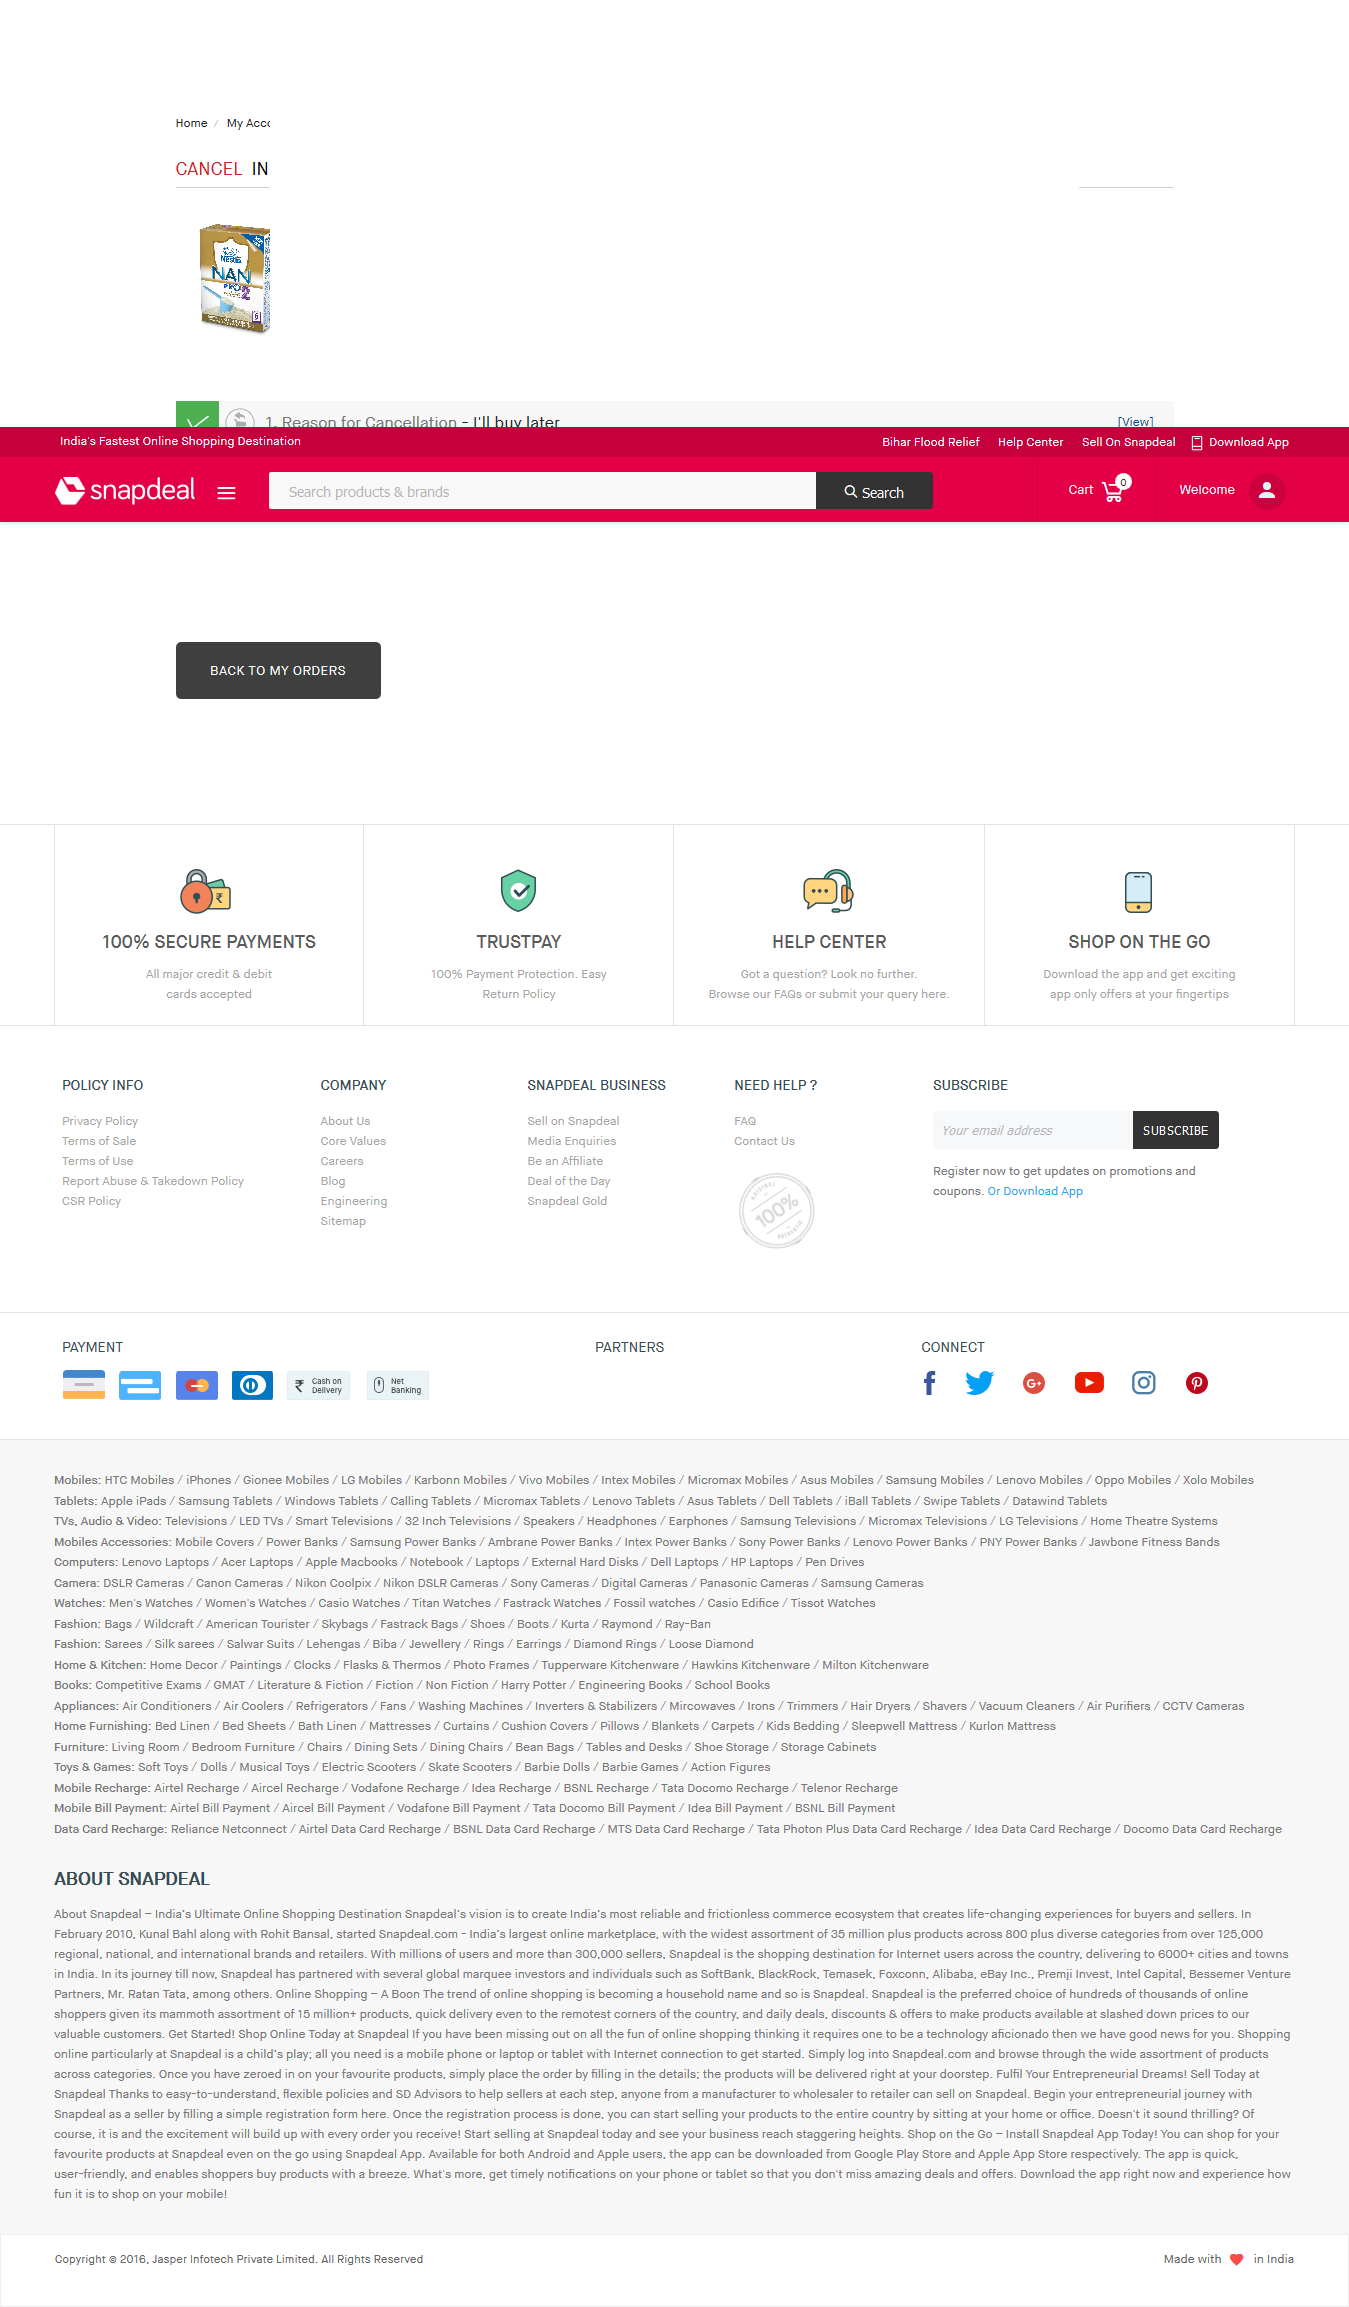 Home / My Acc
CANCEL IN
Nestlé
NAN
PRO 2
1. Reason for Cancellation - I'll buy later
[View]
India's Fastest Online Shopping Destination
Bihar Flood Relief Help Center Sell On Snapdeal Download App
snapdeal
Search products & brands
Search
Cart 0
Welcome
BACK TO MY ORDERS
100% SECURE PAYMENTS
All major credit & debit
cards accepted
TRUSTPAY
100% Payment Protection. Easy
Return Policy
HELP CENTER
Got a question? Look no further.
Browse our FAQs or submit your query here.
SHOP ON THE GO
Download the app and get exciting
app only offers at your fingertips
POLICY INFO
Privacy Policy
Terms of Sale
Terms of Use
Report Abuse & Takedown Policy
CSR Policy
COMPANY
About Us
Core Values
Careers
Blog
Engineering
Sitemap
SNAPDEAL BUSINESS
Sell on Snapdeal
Media Enquiries
Be an Affiliate
Deal of the Day
Snapdeal Gold
NEED HELP ?
FAQ
Contact Us
ORIGINAL
100%
AUTHENTIC
SUBSCRIBE
Your email address
SUBSCRIBE
Register now to get updates on promotions and
coupons. Or Download App
PAYMENT
₹ Cash on
Delivery
Net
Banking
PARTNERS
CONNECT
Mobiles: HTC Mobiles / iPhones / Gionee Mobiles / LG Mobiles / Karbonn Mobiles / Vivo Mobiles / Intex Mobiles / Micromax Mobiles / Asus Mobiles / Samsung Mobiles / Lenovo Mobiles / Oppo Mobiles / Xolo Mobiles
Tablets: Apple iPads / Samsung Tablets / Windows Tablets / Calling Tablets / Micromax Tablets / Lenovo Tablets / Asus Tablets / Dell Tablets / iBall Tablets / Swipe Tablets / Datawind Tablets
TVs, Audio & Video: Televisions / LED TVs / Smart Televisions / 32 Inch Televisions / Speakers / Headphones / Earphones / Samsung Televisions / Micromax Televisions / LG Televisions / Home Theatre Systems
Mobiles Accessories: Mobile Covers / Power Banks / Samsung Power Banks / Ambrane Power Banks / Intex Power Banks / Sony Power Banks / Lenovo Power Banks / PNY Power Banks / Jawbone Fitness Bands
Computers: Lenovo Laptops / Acer Laptops / Apple Macbooks / Notebook / Laptops / External Hard Disks / Dell Laptops / HP Laptops / Pen Drives
Camera: DSLR Cameras / Canon Cameras / Nikon Coolpix / Nikon DSLR Cameras / Sony Cameras / Digital Cameras / Panasonic Cameras / Samsung Cameras
Watches: Men's Watches / Women's Watches / Casio Watches / Titan Watches / Fastrack Watches / Fossil watches / Casio Edifice / Tissot Watches
Fashion: Bags / Wildcraft / American Tourister / Skybags / Fastrack Bags / Shoes / Boots / Kurta / Raymond / Ray-Ban
Fashion: Sarees / Silk sarees / Salwar Suits / Lehengas / Biba / Jewellery / Rings / Earrings / Diamond Rings / Loose Diamond
Home & Kitchen: Home Decor / Paintings / Clocks / Flasks & Thermos / Photo Frames / Tupperware Kitchenware / Hawkins Kitchenware / Milton Kitchenware
Books: Competitive Exams / GMAT / Literature & Fiction / Fiction / Non Fiction / Harry Potter / Engineering Books / School Books
Appliances: Air Conditioners / Air Coolers / Refrigerators / Fans / Washing Machines / Inverters & Stabilizers / Mircowaves / Irons / Trimmers / Hair Dryers / Shavers / Vacuum Cleaners / Air Purifiers / CCTV Cameras
Home Furnishing: Bed Linen / Bed Sheets / Bath Linen / Mattresses / Curtains / Cushion Covers / Pillows / Blankets / Carpets / Kids Bedding / Sleepwell Mattress / Kurlon Mattress
Furniture: Living Room / Bedroom Furniture / Chairs / Dining Sets / Dining Chairs / Bean Bags / Tables and Desks / Shoe Storage / Storage Cabinets
Toys & Games: Soft Toys / Dolls / Musical Toys / Electric Scooters / Skate Scooters / Barbie Dolls / Barbie Games / Action Figures
Mobile Recharge: Airtel Recharge / Aircel Recharge / Vodafone Recharge / Idea Recharge / BSNL Recharge / Tata Docomo Recharge / Telenor Recharge
Mobile Bill Payment: Airtel Bill Payment / Aircel Bill Payment / Vodafone Bill Payment / Tata Docomo Bill Payment / Idea Bill Payment / BSNL Bill Payment
Data Card Recharge: Reliance Netconnect / Airtel Data Card Recharge / BSNL Data Card Recharge / MTS Data Card Recharge / Tata Photon Plus Data Card Recharge / Idea Data Card Recharge / Docomo Data Card Recharge
ABOUT SNAPDEAL
About Snapdeal – India's Ultimate Online Shopping Destination Snapdeal's vision is to create India's most reliable and frictionless commerce ecosystem that creates life-changing experiences for buyers and sellers. In
February 2010, Kunal Bahl along with Rohit Bansal, started Snapdeal.com - India's largest online marketplace, with the widest assortment of 35 million plus products across 800 plus diverse categories from over 125,000
regional, national, and international brands and retailers. With millions of users and more than 300,000 sellers, Snapdeal is the shopping destination for Internet users across the country, delivering to 6000+ cities and towns
in India. In its journey till now, Snapdeal has partnered with several global marquee investors and individuals such as SoftBank, BlackRock, Temasek, Foxconn, Alibaba, eBay Inc., Premji Invest, Intel Capital, Bessemer Venture
Partners, Mr. Ratan Tata, among others. Online Shopping – A Boon The trend of online shopping is becoming a household name and so is Snapdeal. Snapdeal is the preferred choice of hundreds of thousands of online
shoppers given its mammoth assortment of 15 million+ products, quick delivery even to the remotest corners of the country, and daily deals, discounts & offers to make products available at slashed down prices to our
valuable customers. Get Started! Shop Online Today at Snapdeal If you have been missing out on all the fun of online shopping thinking it requires one to be a technology aficionado then we have good news for you. Shopping
online particularly at Snapdeal is a child's play; all you need is a mobile phone or laptop or tablet with Internet connection to get started. Simply log into Snapdeal.com and browse through the wide assortment of products
across categories. Once you have zeroed in on your favourite products, simply place the order by filling in the details; the products will be delivered right at your doorstep. Fulfil Your Entrepreneurial Dreams! Sell Today at
Snapdeal Thanks to easy-to-understand, flexible policies and SD Advisors to help sellers at each step, anyone from a manufacturer to wholesaler to retailer can sell on Snapdeal. Begin your entrepreneurial journey with
Snapdeal as a seller by filling a simple registration form here. Once the registration process is done, you can start selling your products to the entire country by sitting at your home or office. Doesn't it sound thrilling? Of
course, it is and the excitement will build up with every order you receive! Start selling at Snapdeal today and see your business reach staggering heights. Shop on the Go – Install Snapdeal App Today! You can shop for your
favourite products at Snapdeal even on the go using Snapdeal App. Available for both Android and Apple users, the app can be downloaded from Google Play Store and Apple App Store respectively. The app is quick,
user-friendly, and enables shoppers buy products with a breeze. What's more, get timely notifications on your phone or tablet so that you don't miss amazing deals and offers. Download the app right now and experience how
fun it is to shop on your mobile!
Copyright © 2016, Jasper Infotech Private Limited. All Rights Reserved
Made with in India